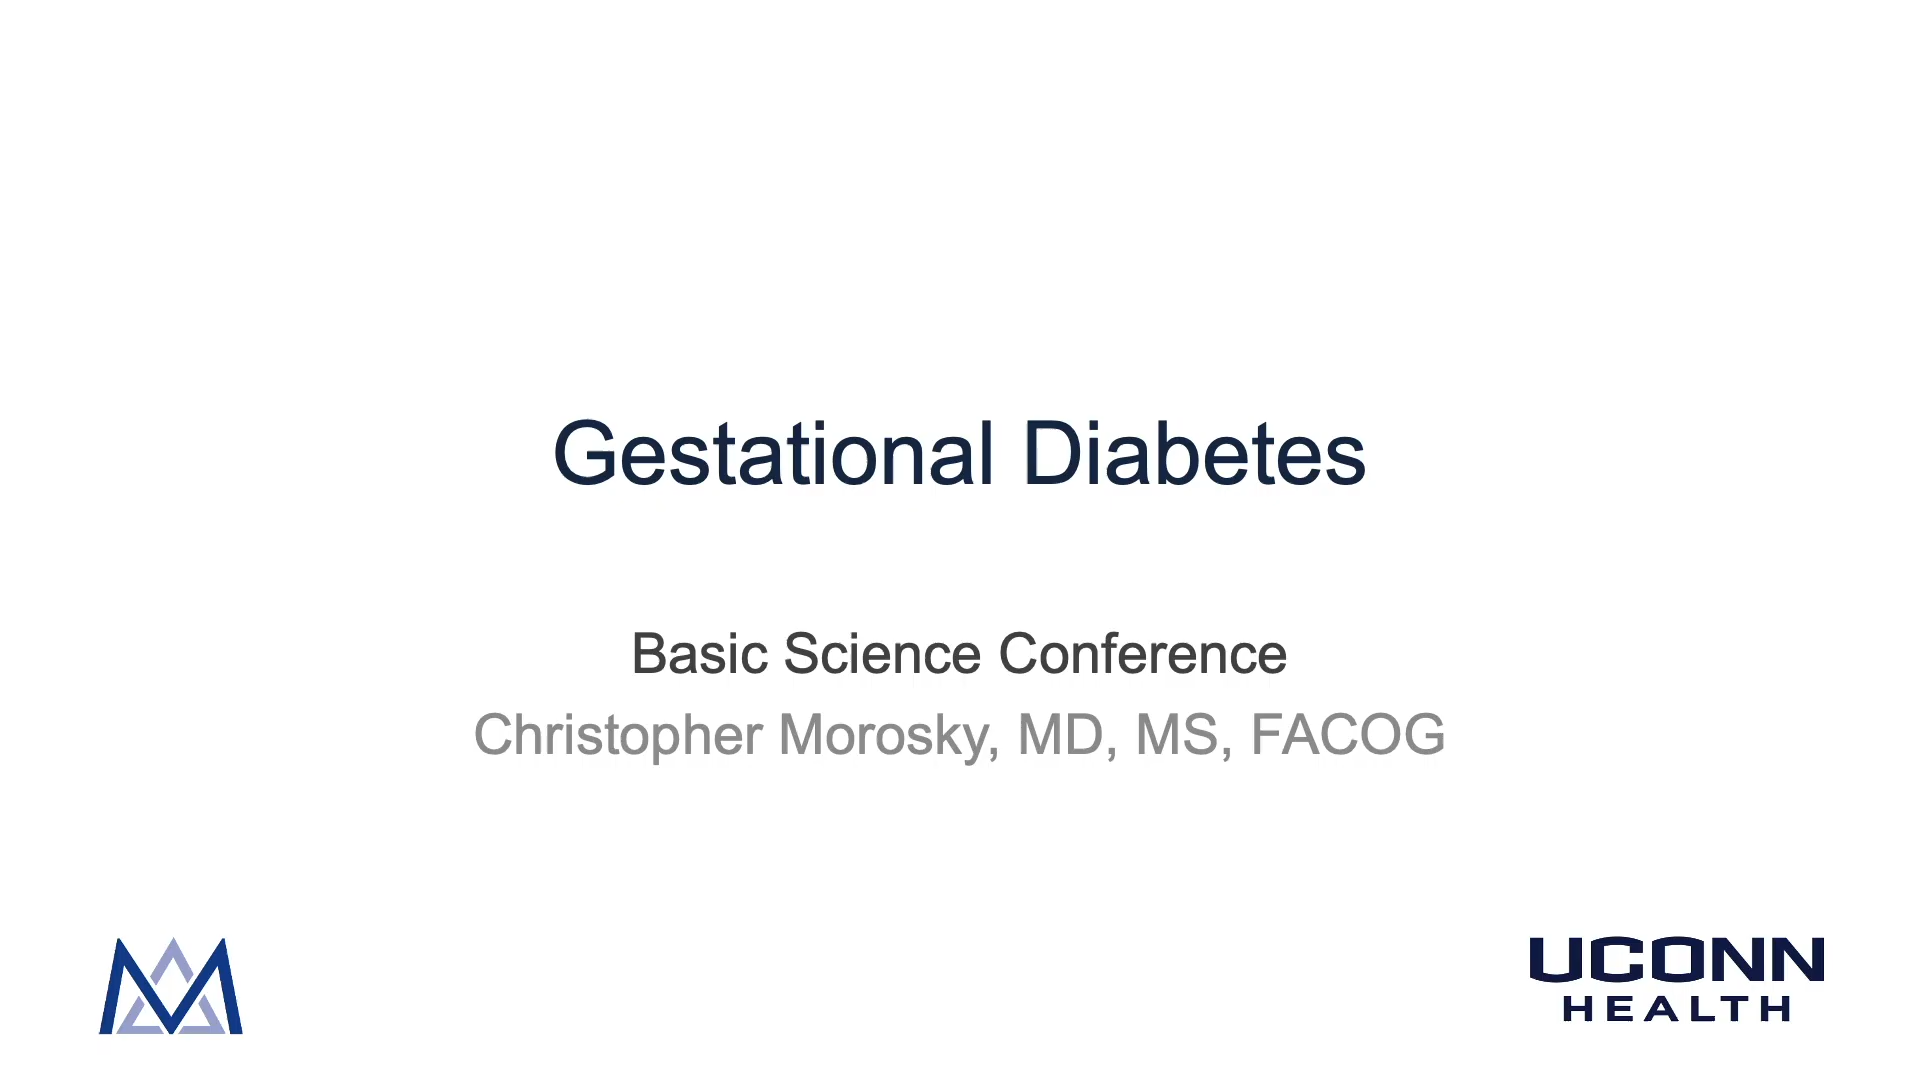 Gestational Diabetes
Basic Science Conference
Christopher Morosky, MD, MS, FACOG
UCONN
HEALTH